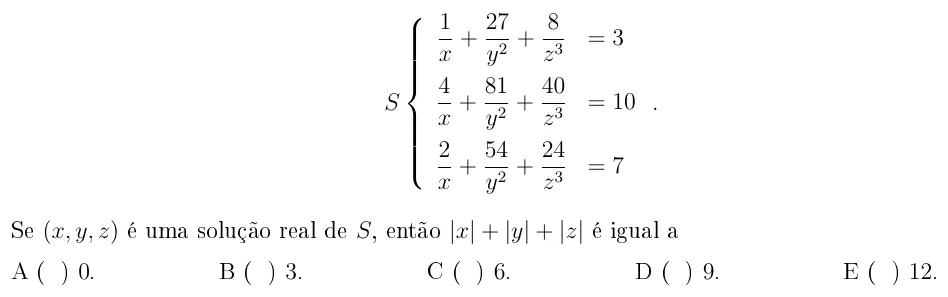 S { 1/x + 27/y² + 8/z³ = 3
4/x + 81/y² + 40/z³ = 10 .
2/x + 54/y² + 24/z³ = 7
Se (x, y, z) é uma solução real de S, então |x| + |y| + |z| é igual a
A ( ) 0. B ( ) 3. C ( ) 6. D ( ) 9. E ( ) 12.